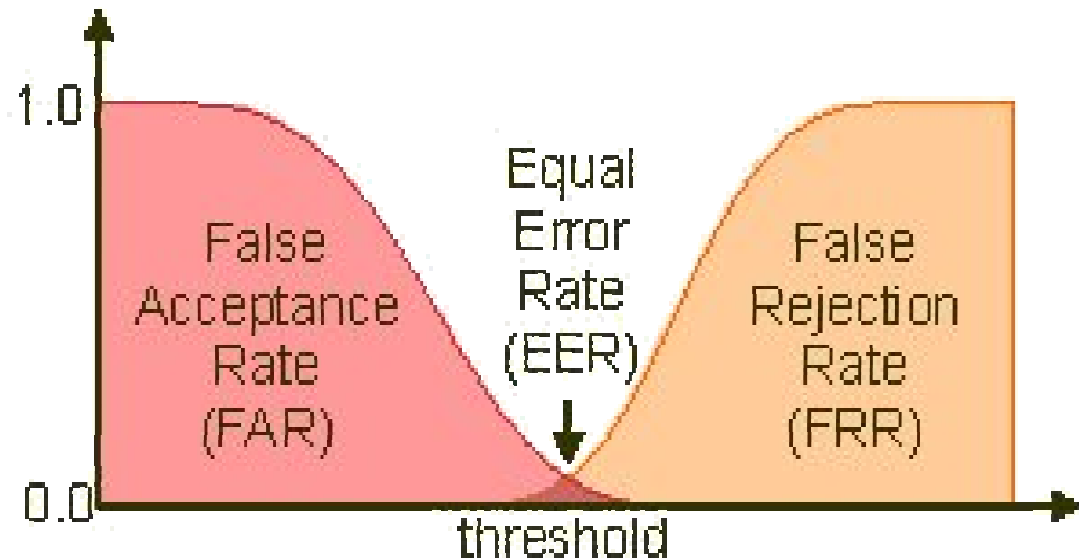 1.0
False
Acceptance
Rate
(FAR)
Equal
Error
Rate
(EER)
False
Rejection
Rate
(FRR)
0.0
threshold